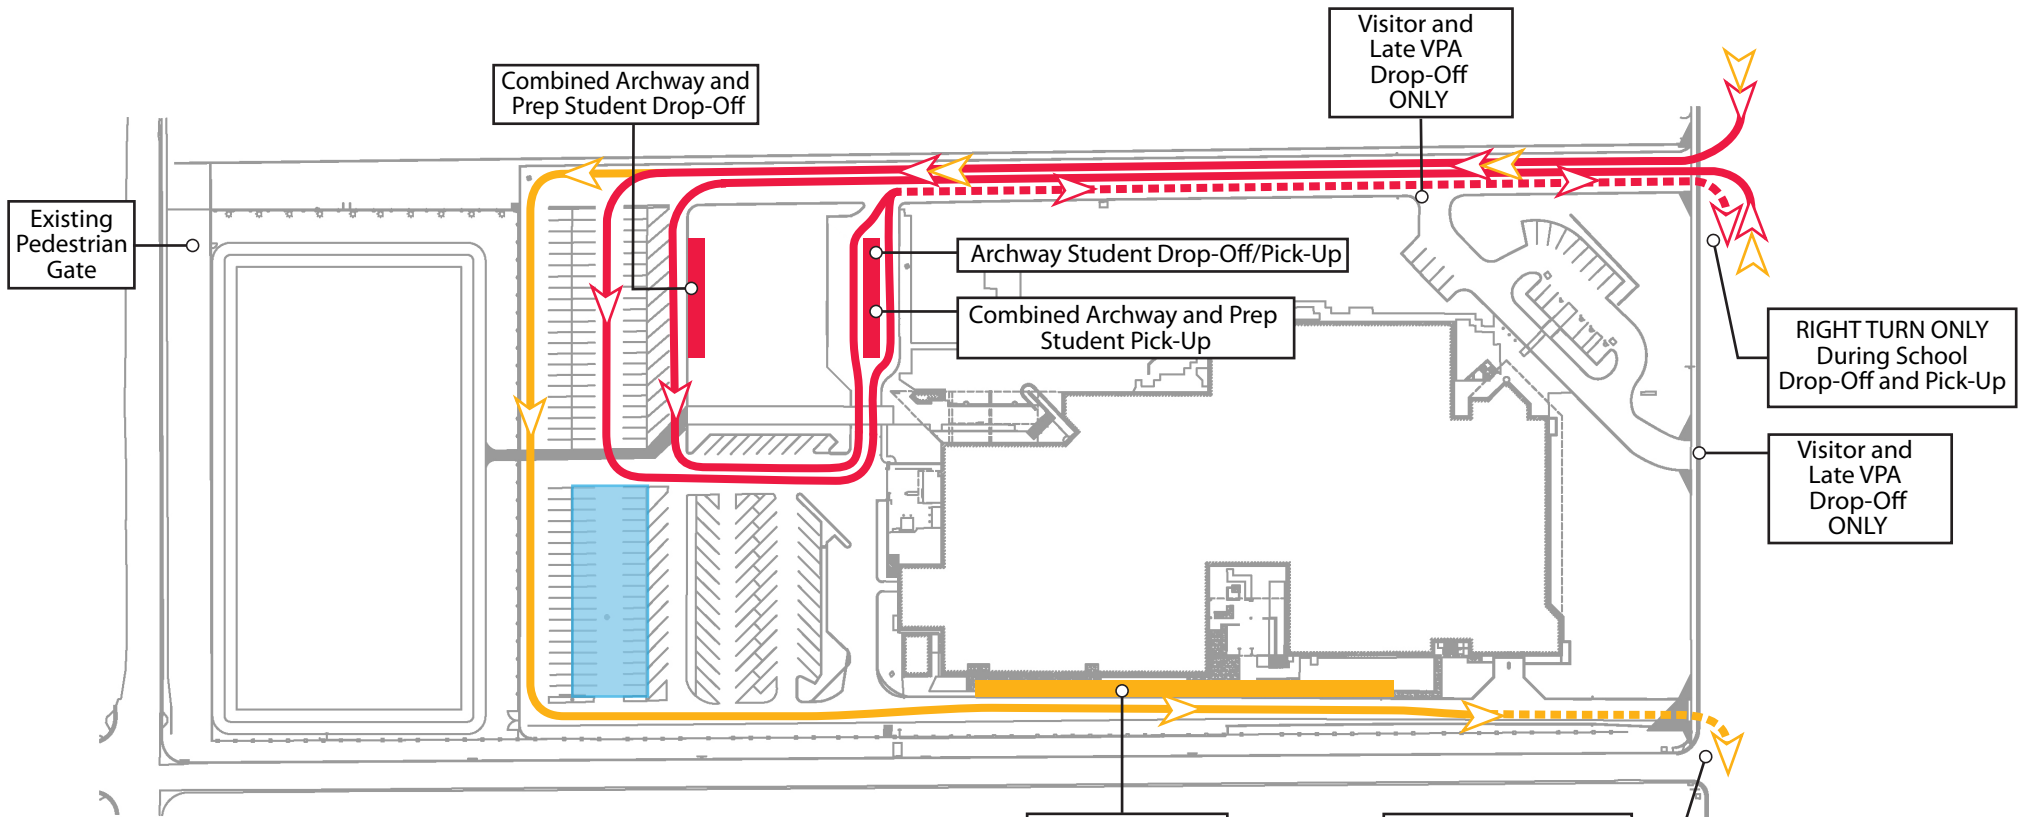 Visitor and
Late VPA
Drop-Off
ONLY
Combined Archway and
Prep Student Drop-Off
Existing
Pedestrian
Gate
Archway Student Drop-Off/Pick-Up
Combined Archway and Prep
Student Pick-Up
RIGHT TURN ONLY
During School
Drop-Off and Pick-Up
Visitor and
Late VPA
Drop-Off
ONLY